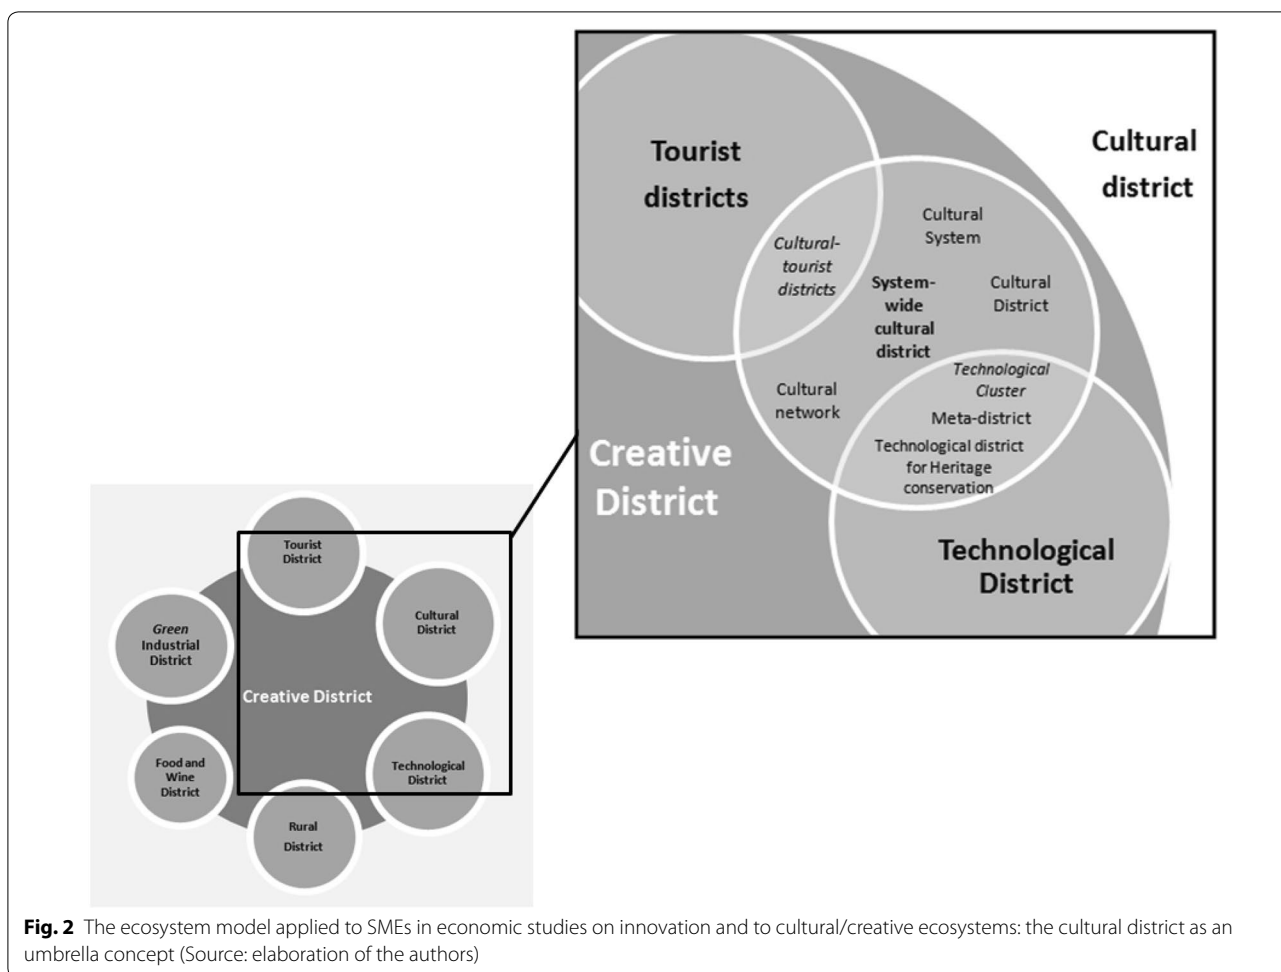 Tourist
districts
Cultural
district
Cultural
System
Cultural-
tourist
districts
System-
wide
cultural
district
Cultural
District
Cultural
network
Technological
Cluster
Meta-district
Technological district
for Heritage
conservation
Creative
District
Technological
District
Tourist
District
Cultural
District
Green
Industrial
District
Creative District
Food and
Wine
District
Technological
District
Rural
District
Fig. 2 The ecosystem model applied to SMEs in economic studies on innovation and to cultural/creative ecosystems: the cultural district as an
umbrella concept (Source: elaboration of the authors)